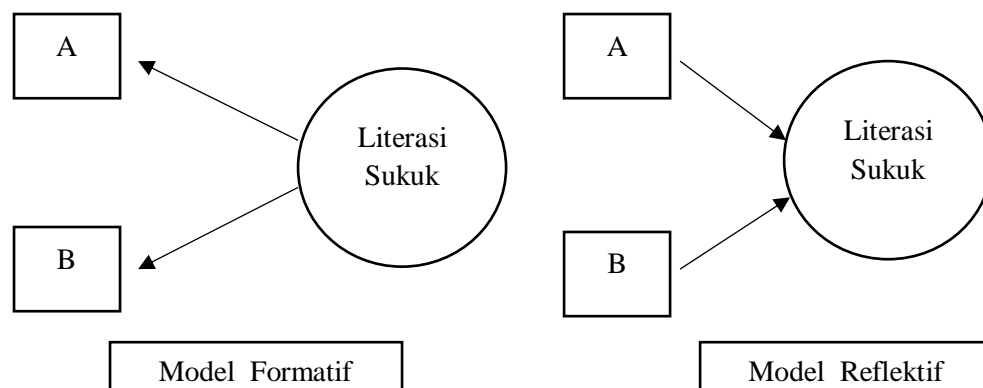 A
Literasi
Sukuk
B
Model Formatif
A
Literasi
Sukuk
B
Model Reflektif